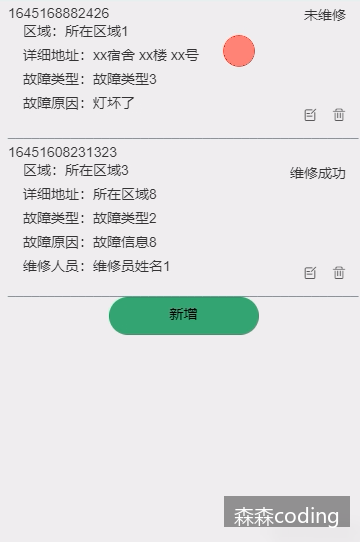 1645168882426 未维修
区域：所在区域1
详细地址：xx宿舍 xx楼 xx号
故障类型：故障类型3
故障原因：灯坏了
16451608231323
区域：所在区域3 维修成功
详细地址：所在区域8
故障类型：故障类型2
故障原因：故障信息8
维修人员：维修员姓名1
新增
森森coding